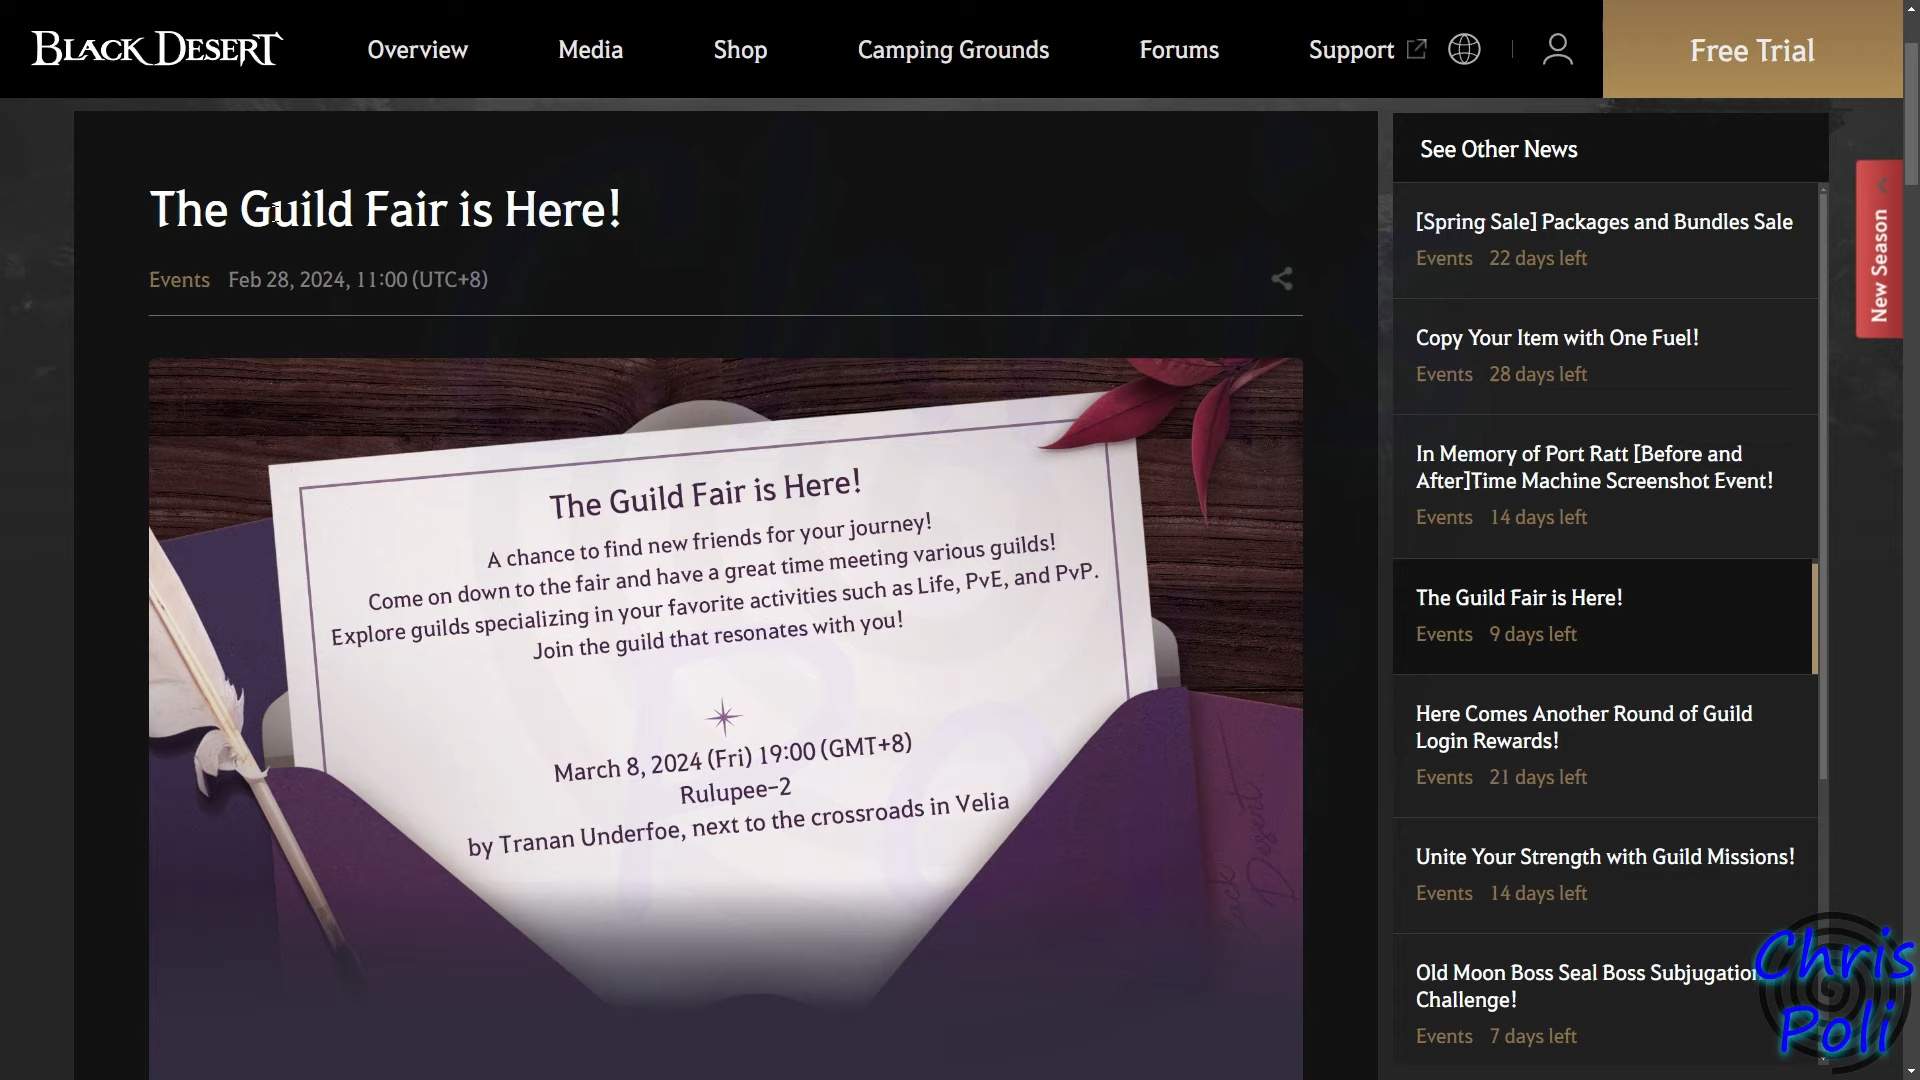 BLACK DESERT
Overview
Media
Shop
Camping Grounds
Forums
Support
Free Trial
The Guild Fair is Here!
Events Feb 28, 2024, 11:00 (UTC+8)
The Guild Fair is Here!
A chance to find new friends for your journey!
Come on down to the fair and have a great time meeting various guilds!
Explore guilds specializing in your favorite activities such as Life, PvE, and PvP.
Join the guild that resonates with you!
March 8, 2024 (Fri) 19:00 (GMT+8)
Rulupee-2
by Tranan Underfoe, next to the crossroads in Velia
Black
Desert
See Other News
[Spring Sale] Packages and Bundles Sale
Events 22 days left
Copy Your Item with One Fuel!
Events 28 days left
In Memory of Port Ratt [Before and
After]Time Machine Screenshot Event!
Events 14 days left
The Guild Fair is Here!
Events 9 days left
Here Comes Another Round of Guild
Login Rewards!
Events 21 days left
Unite Your Strength with Guild Missions!
Events 14 days left
Old Moon Boss Seal Boss Subjugation
Challenge!
Events 7 days left
New Season
Chris
Poli